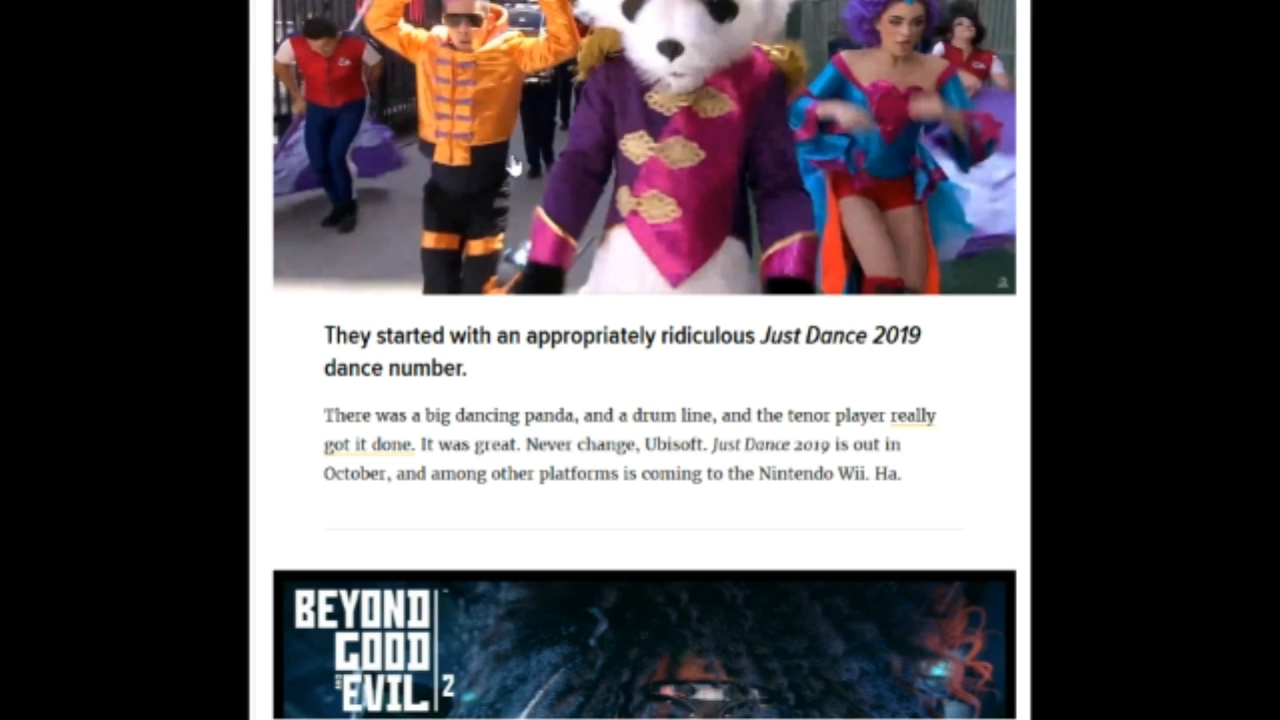 They started with an appropriately ridiculous Just Dance 2019
dance number.
There was a big dancing panda, and a drum line, and the tenor player really
got it done. It was great. Never change, Ubisoft. Just Dance 2019 is out in
October, and among other platforms is coming to the Nintendo Wii. Ha.
BEYOND
GOOD
AND EVIL 2